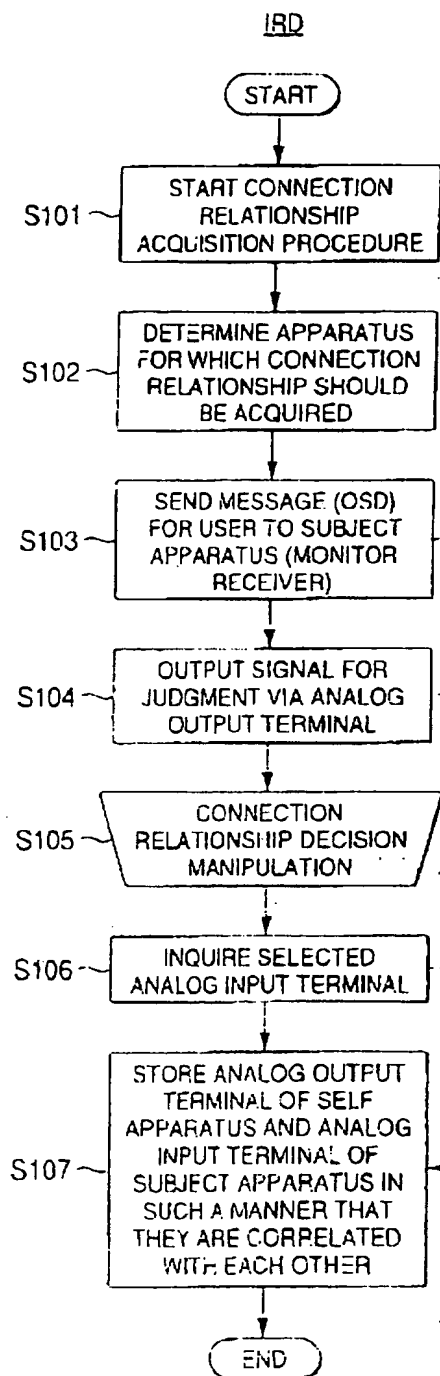 IRD
START
S101
START CONNECTION
RELATIONSHIP
ACQUISITION PROCEDURE
S102
DETERMINE APPARATUS
FOR WHICH CONNECTION
RELATIONSHIP SHOULD
BE ACQUIRED
S103
SEND MESSAGE (OSD)
FOR USER TO SUBJECT
APPARATUS (MONITOR
RECEIVER)
S104
OUTPUT SIGNAL FOR
JUDGMENT VIA ANALOG
OUTPUT TERMINAL
S105
CONNECTION
RELATIONSHIP DECISION
MANIPULATION
S106
INQUIRE SELECTED
ANALOG INPUT TERMINAL
S107
STORE ANALOG OUTPUT
TERMINAL OF SELF
APPARATUS AND ANALOG
INPUT TERMINAL OF
SUBJECT APPARATUS IN
SUCH A MANNER THAT
THEY ARE CORRELATED
WITH EACH OTHER
END